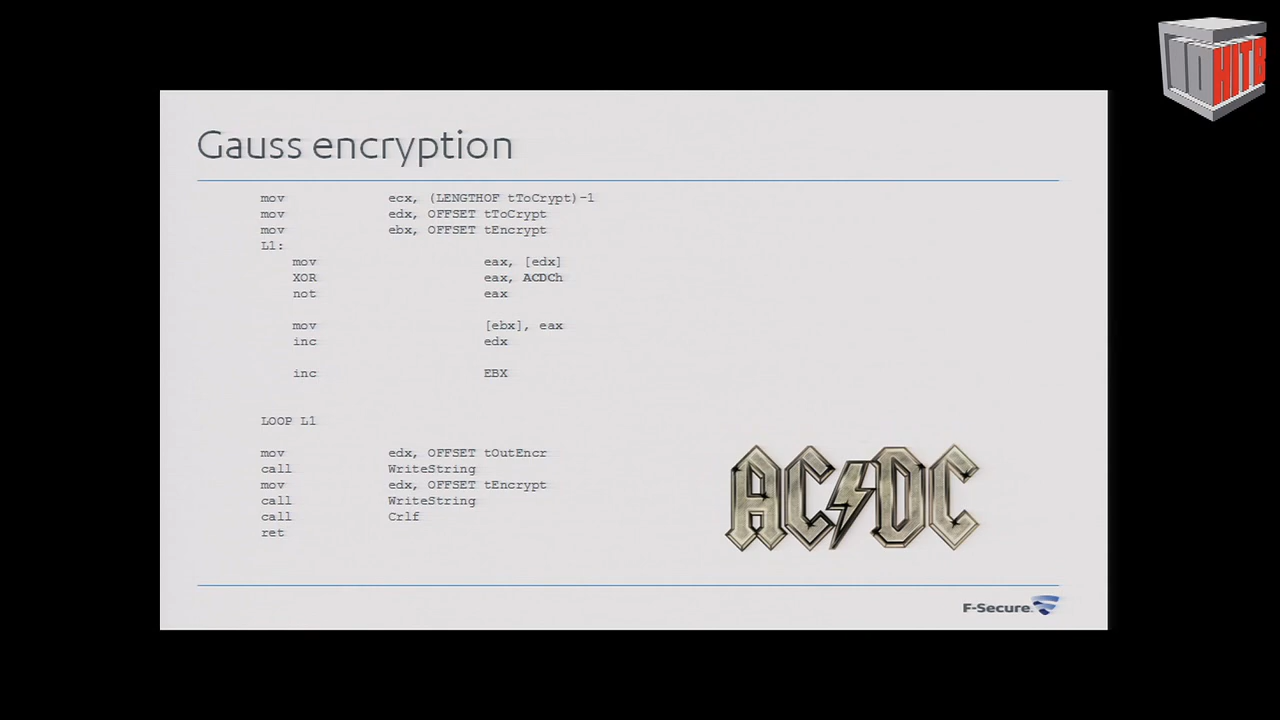 10 HITB
Gauss encryption
mov ecx, (LENGTHOF tToCrypt)-1
mov edx, OFFSET tToCrypt
mov ebx, OFFSET tEncrypt
L1:
mov eax, [edx]
XOR eax, ACDCh
not eax
mov [ebx], eax
inc edx
inc EBX
LOOP L1
mov edx, OFFSET tOutEncr
call WriteString
mov edx, OFFSET tEncrypt
call WriteString
call Crlf
ret
AC DC
F-Secure.